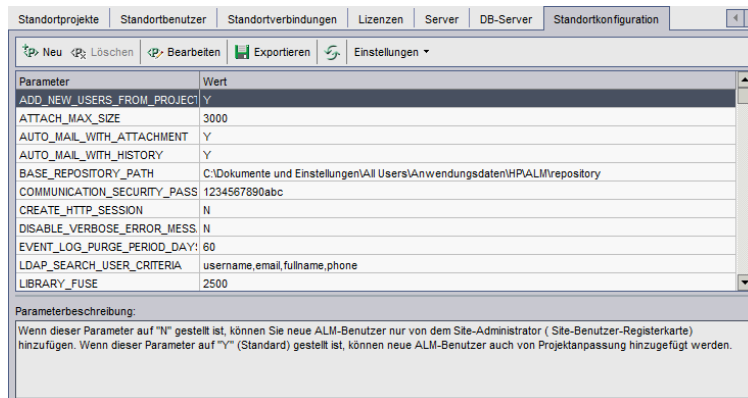 Standortprojekte Standortbenutzer Standortverbindungen Lizenzen Server DB-Server Standortkonfiguration
Neu Löschen Bearbeiten Exportieren Einstellungen
Parameter Wert
ADD_NEW_USERS_FROM_PROJECT Y
ATTACH_MAX_SIZE 3000
AUTO_MAIL_WITH_ATTACHMENT Y
AUTO_MAIL_WITH_HISTORY Y
BASE_REPOSITORY_PATH C:\Dokumente und Einstellungen\All Users\Anwendungsdaten\HP\ALM\repository
COMMUNICATION_SECURITY_PASS 1234567890abc
CREATE_HTTP_SESSION N
DISABLE_VERBOSE_ERROR_MESS. N
EVENT_LOG_PURGE_PERIOD_DAY: 60
LDAP_SEARCH_USER_CRITERIA username,email,fullname,phone
LIBRARY_FUSE 2500
Parameterbeschreibung:
Wenn dieser Parameter auf "N" gestellt ist, können Sie neue ALM-Benutzer nur von dem Site-Administrator ( Site-Benutzer-Registerkarte)
hinzufügen. Wenn dieser Parameter auf "Y" (Standard) gestellt ist, können neue ALM-Benutzer auch von Projektanpassung hinzugefügt werden.